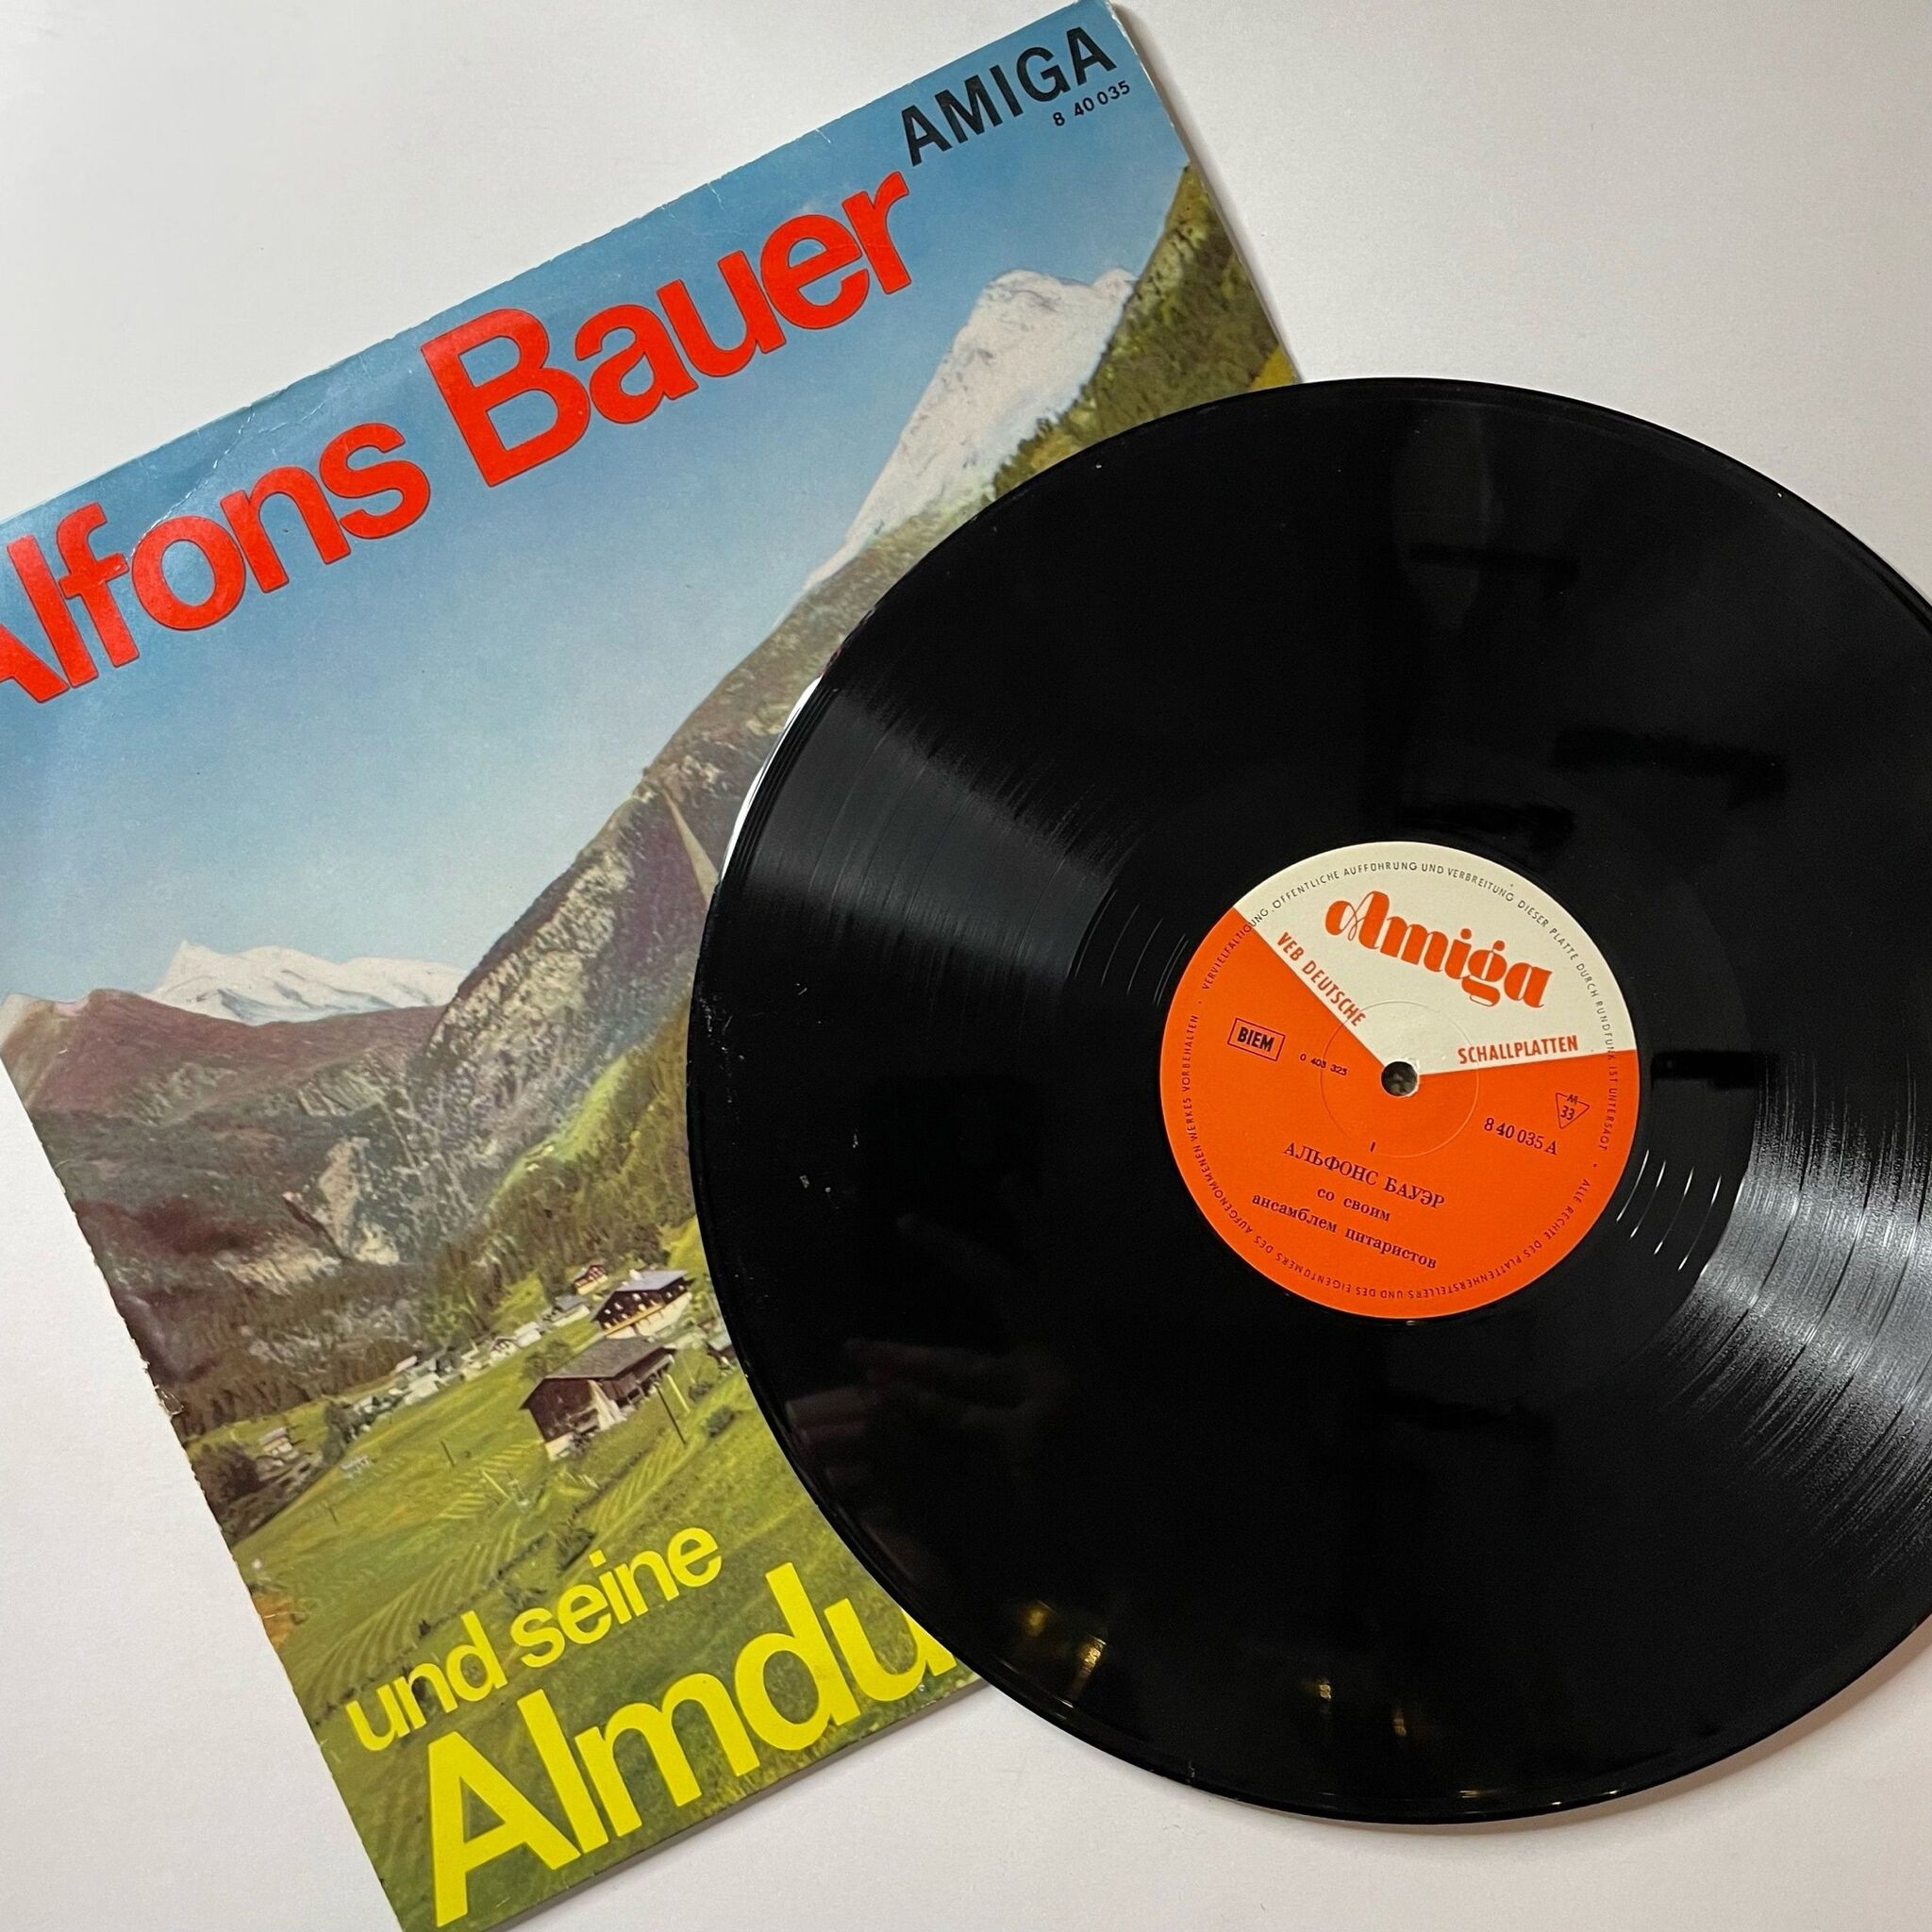 AMIGA
8 40 035
Alfons Bauer
und seine
Almdu
Amiga
VEB DEUTSCHE
SCHALLPLATTEN
BIEM
0 403 325
M
33
8 40 035 A
I
АЛЬФОНС БАУЭР
со своим
ансамблем цитаристов
VERVIELFÄLTIGUNG, ÖFFENTLICHE AUFFÜHRUNG UND VERBREITUNG DIESER PLATTE DURCH RUNDFUNK IST UNTERSAGT · ALLE RECHTE DES PLATTENHERSTELLERS UND DES EIGENTÜMERS DES AUFGENOMMENEN WERKES VORBEHALTEN ·